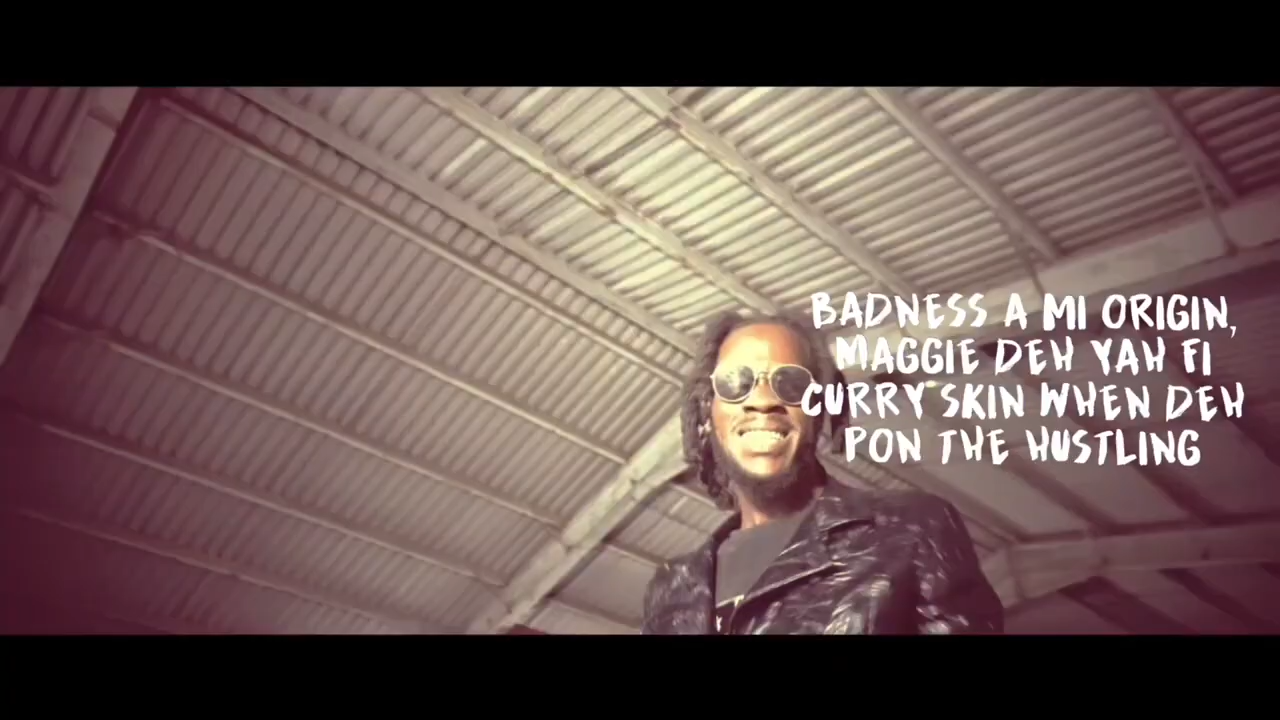 BADNESS A MI ORIGIN,
MAGGIE DEH YAH FI
CURRY SKIN WHEN DEH
PON THE HUSTLING